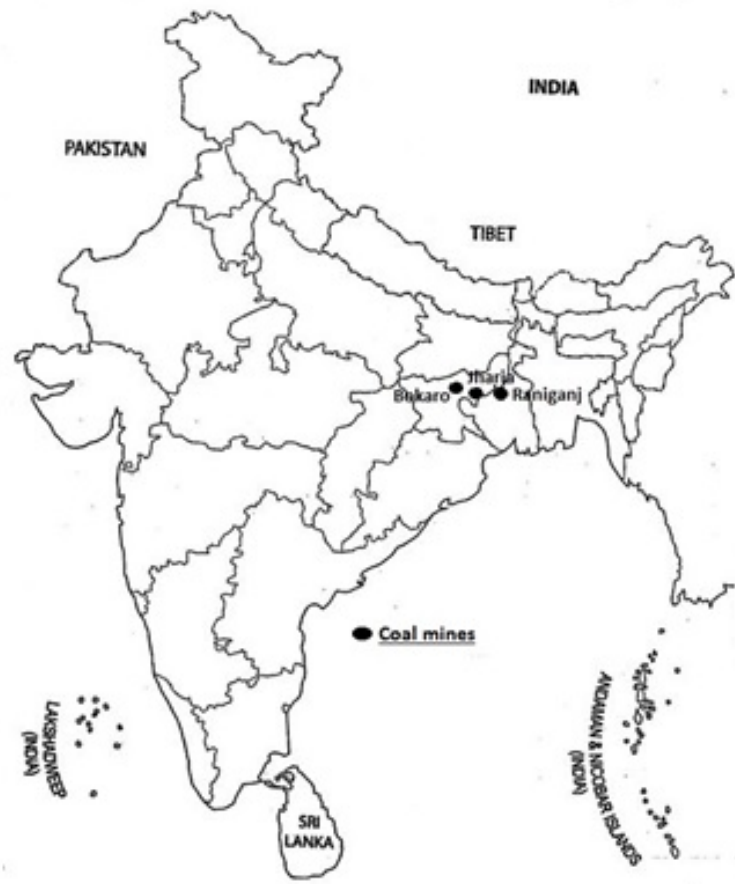 INDIA
PAKISTAN
TIBET
Jharia
Bokaro
Raniganj
Coal mines
LAKSHADWEEP
(INDIA)
ANDAMAN & NICOBAR ISLANDS
(INDIA)
SRI
LANKA